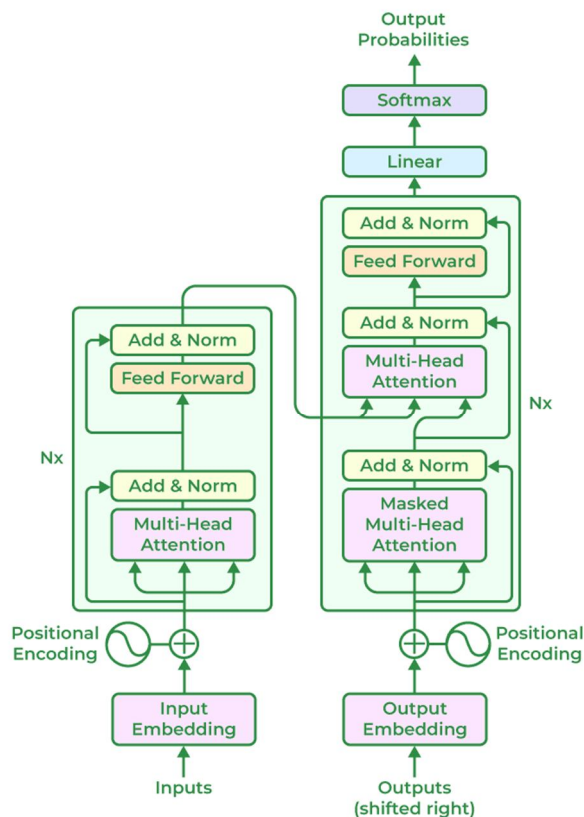 Output
Probabilities
Softmax
Linear
Add & Norm
Feed Forward
Add & Norm
Multi-Head
Attention
Nx
Add & Norm
Masked
Multi-Head
Attention
Positional
Encoding
Output
Embedding
Outputs
(shifted right)
Add & Norm
Feed Forward
Nx
Add & Norm
Multi-Head
Attention
Positional
Encoding
Input
Embedding
Inputs